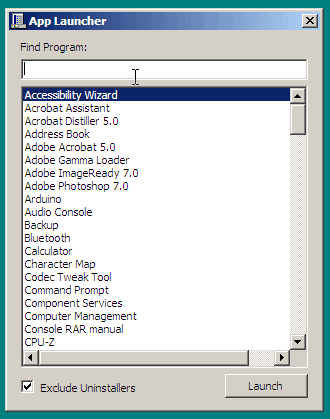 App Launcher
Find Program:
Accessibility Wizard
Acrobat Assistant
Acrobat Distiller 5.0
Address Book
Adobe Acrobat 5.0
Adobe Gamma Loader
Adobe ImageReady 7.0
Adobe Photoshop 7.0
Arduino
Audio Console
Backup
Bluetooth
Calculator
Character Map
Codec Tweak Tool
Command Prompt
Component Services
Computer Management
Console RAR manual
CPU-Z
Exclude Uninstallers
Launch